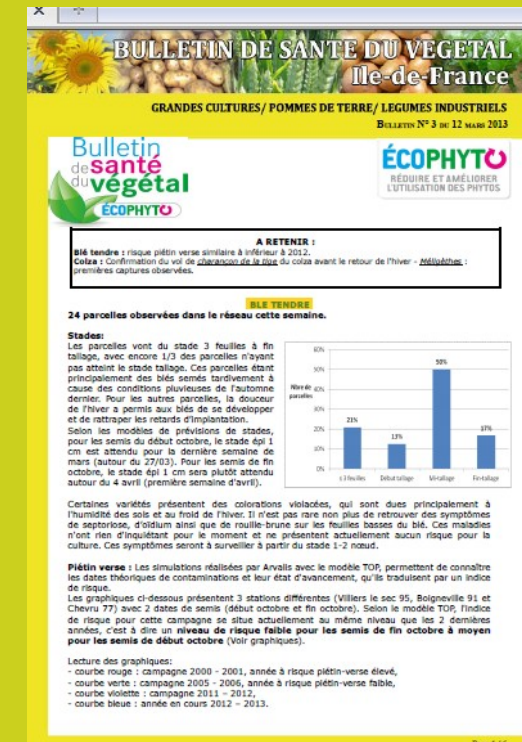 BULLETIN DE SANTE DU VEGETAL
Ile-de-France
GRANDES CULTURES/ POMMES DE TERRE/ LEGUMES INDUSTRIELS
BULLETIN N° 3 DU 12 MARS 2013
Bulletin
de santé
du végétal
ÉCOPHYTO
ÉCOPHYTO
RÉDUIRE ET AMÉLIORER
L'UTILISATION DES PHYTOS
A RETENIR :
Blé tendre : risque piétin verse similaire à inférieur à 2012.
Colza : Confirmation du vol de charançon de la tige du colza avant le retour de l'hiver - Méligèthes :
premières captures observées.
BLE TENDRE
24 parcelles observées dans le réseau cette semaine.
Stades:
Les parcelles vont du stade 3 feuilles à fin
tallage, avec encore 1/3 des parcelles n'ayant
pas atteint le stade tallage. Ces parcelles étant
principalement des blés semés tardivement à
cause des conditions pluvieuses de l'automne
dernier. Pour les autres parcelles, la douceur
de l'hiver a permis aux blés de se développer
et de rattraper les retards d'implantation.
Selon les modèles de prévisions de stades,
pour les semis du début octobre, le stade épi 1
cm est attendu pour la dernière semaine de
mars (autour du 27/03). Pour les semis de fin
octobre, le stade épi 1 cm sera plutôt attendu
autour du 4 avril (première semaine d'avril).
60%
50%
40%
30%
20%
10%
0%
Nbre de
parcelles
21%
13%
50%
17%
≤ 3 feuilles
Début tallage
Mi-tallage
Fin-tallage
Certaines variétés présentent des colorations violacées, qui sont dues principalement à
l'humidité des sols et au froid de l'hiver. Il n'est pas rare non plus de retrouver des symptômes
de septoriose, d'oïdium ainsi que de rouille-brune sur les feuilles basses du blé. Ces maladies
n'ont rien d'inquiétant pour le moment et ne présentent actuellement aucun risque pour la
culture. Ces symptômes seront à surveiller à partir du stade 1-2 nœud.
Piétin verse : Les simulations réalisées par Arvalis avec le modèle TOP, permettent de connaître
les dates théoriques de contaminations et leur état d'avancement, qu'ils traduisent par un indice
de risque.
Les graphiques ci-dessous présentent 3 stations différentes (Villiers le sec 95, Boigneville 91 et
Chevru 77) avec 2 dates de semis (début octobre et fin octobre). Selon le modèle TOP, l'indice
de risque pour cette campagne se situe actuellement au même niveau que les 2 dernières
années, c'est à dire un niveau de risque faible pour les semis de fin octobre à moyen
pour les semis de début octobre (Voir graphiques).
Lecture des graphiques:
- courbe rouge : campagne 2000 - 2001, année à risque piétin-verse élevé,
- courbe verte : campagne 2005 - 2006, année à risque piétin-verse faible,
- courbe violette : campagne 2011 – 2012,
- courbe bleue : année en cours 2012 – 2013.